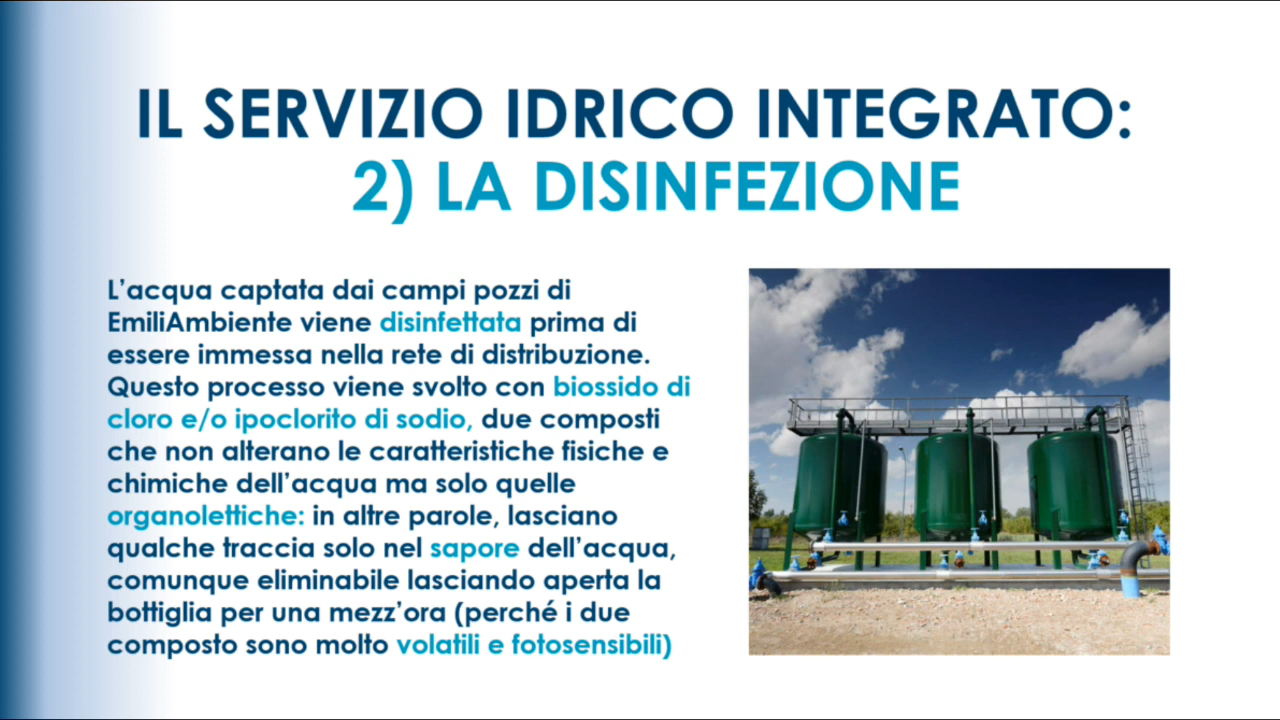 IL SERVIZIO IDRICO INTEGRATO:
2) LA DISINFEZIONE
L’acqua captata dai campi pozzi di
EmiliAmbiente viene disinfettata prima di
essere immessa nella rete di distribuzione.
Questo processo viene svolto con biossido di
cloro e/o ipoclorito di sodio, due composti
che non alterano le caratteristiche fisiche e
chimiche dell’acqua ma solo quelle
organolettiche: in altre parole, lasciano
qualche traccia solo nel sapore dell’acqua,
comunque eliminabile lasciando aperta la
bottiglia per una mezz’ora (perché i due
composto sono molto volatili e fotosensibili)